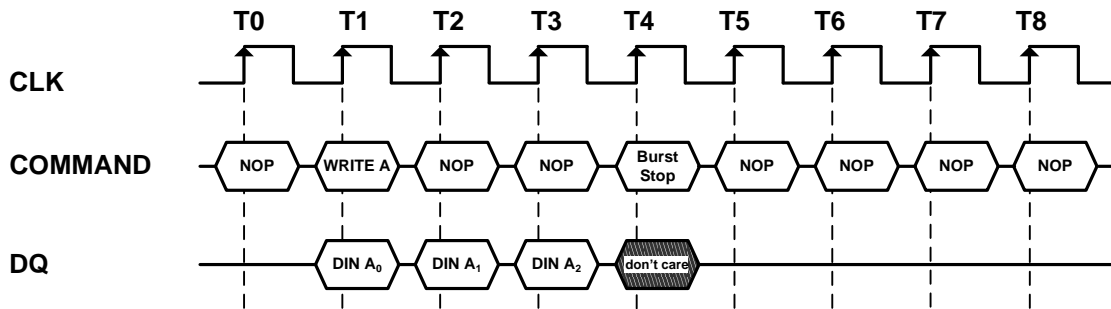 T0 T1 T2 T3 T4 T5 T6 T7 T8
CLK
COMMAND NOP WRITE A NOP NOP Burst Stop NOP NOP NOP NOP
DQ DIN A₀ DIN A₁ DIN A₂ don't care